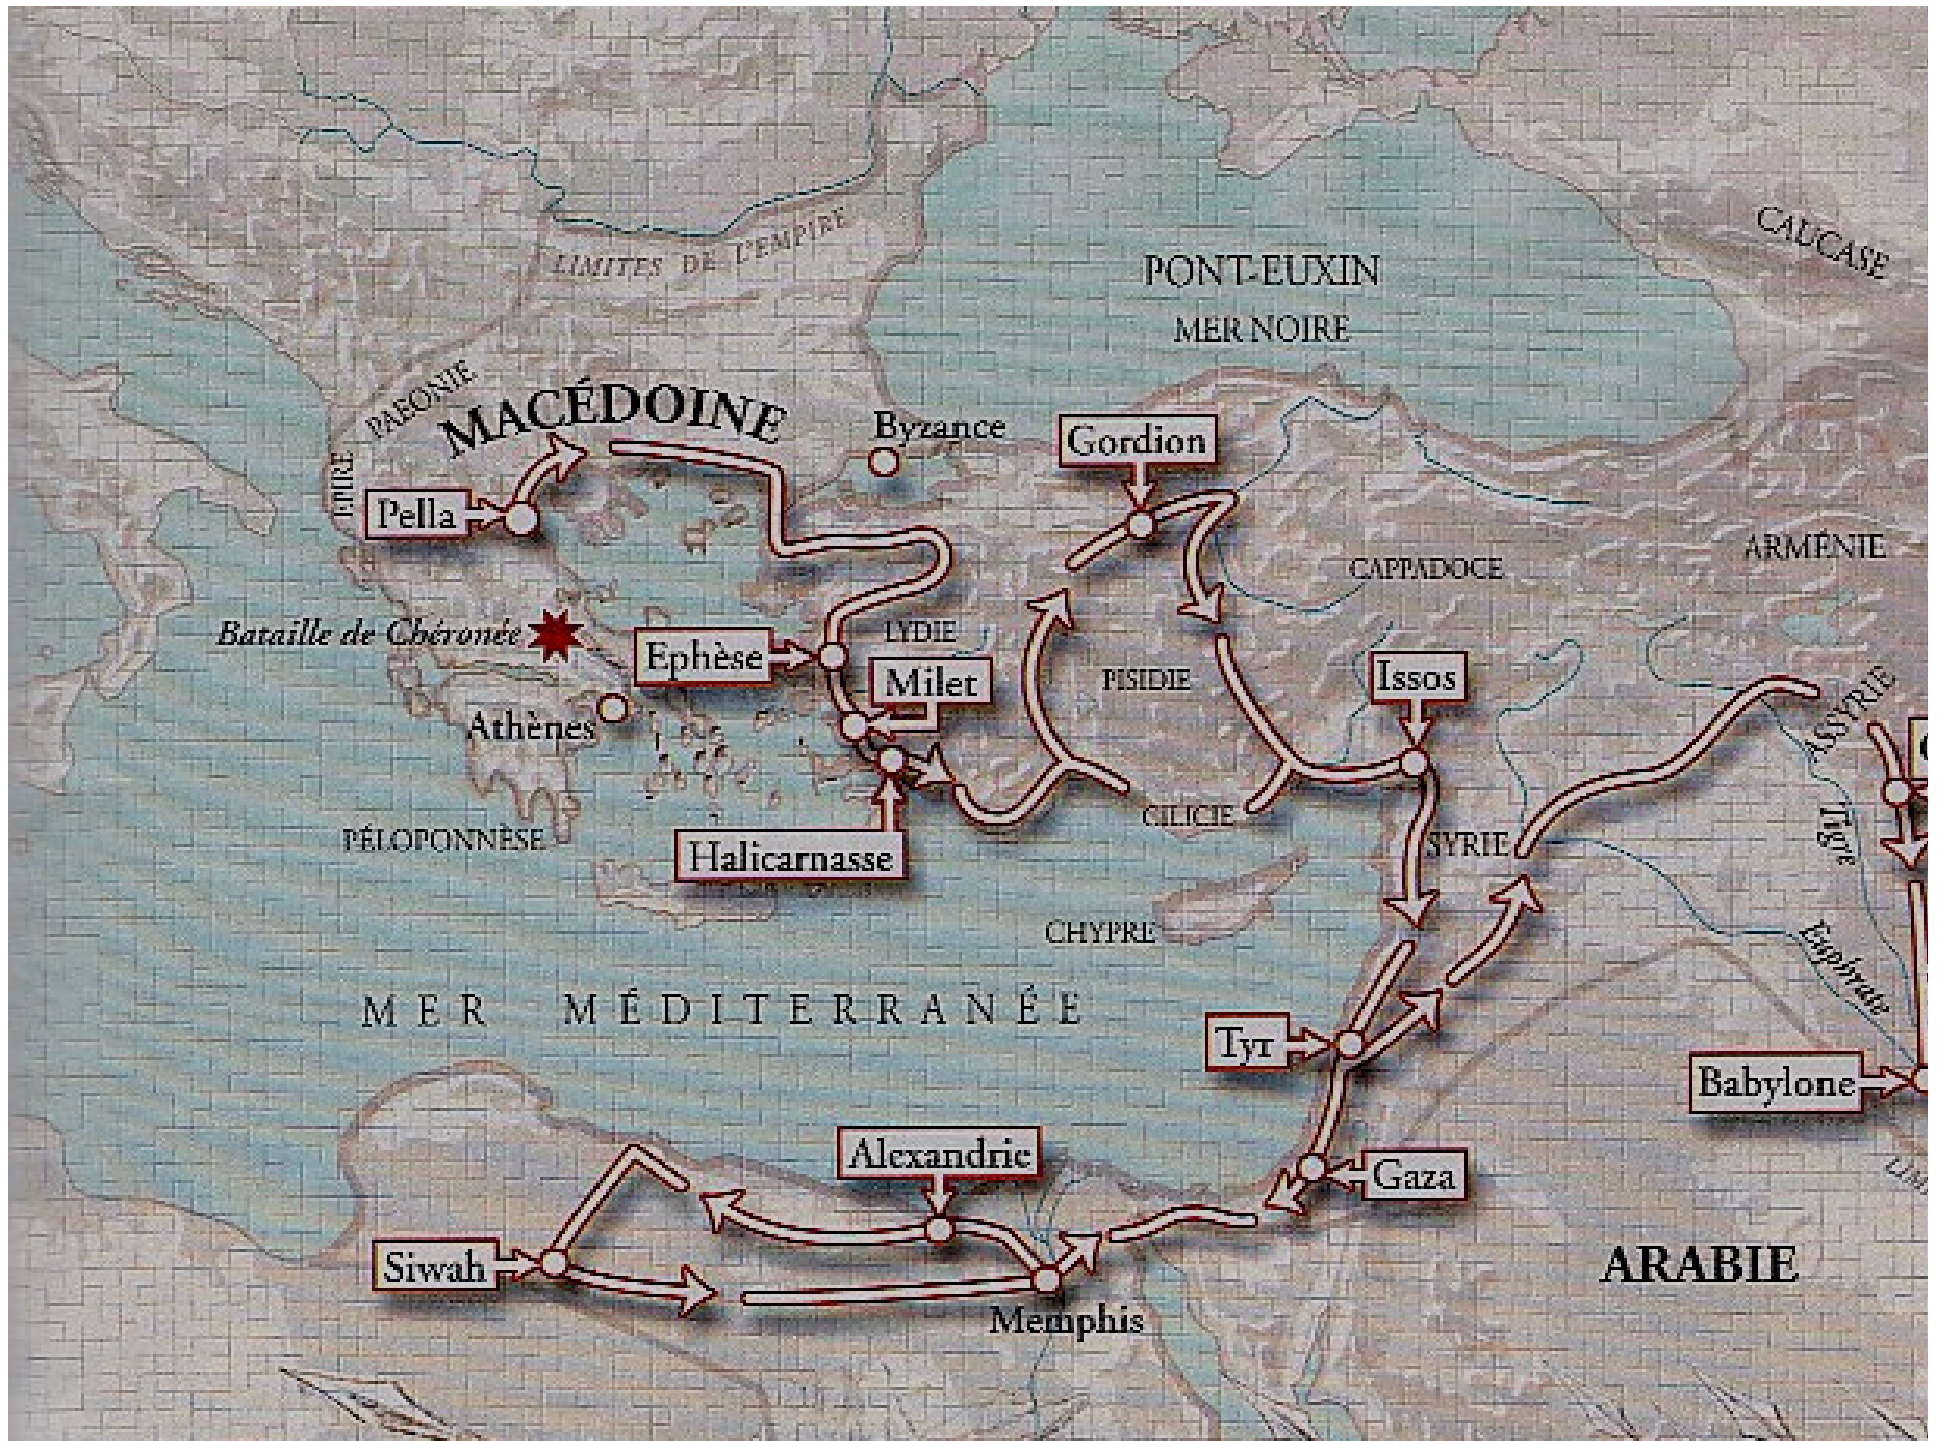 CAUCASE
LIMITES DE L'EMPIRE
PONT-EUXIN
MER NOIRE
PAEONIE
MACÉDOINE
Byzance
Gordion
EPIRE
Pella
ARMÉNIE
CAPPADOCE
Bataille de Chéronée
LYDIE
Ephèse
Milet
PISIDIE
Issos
ASSYRIE
Athènes
CILICIE
Tigre
PÉLOPONNÈSE
Halicarnasse
SYRIE
CHYPRE
Euphrate
MER MÉDITERRANÉE
Tyr
Babylone
Alexandrie
Gaza
Siwah
ARABIE
Memphis